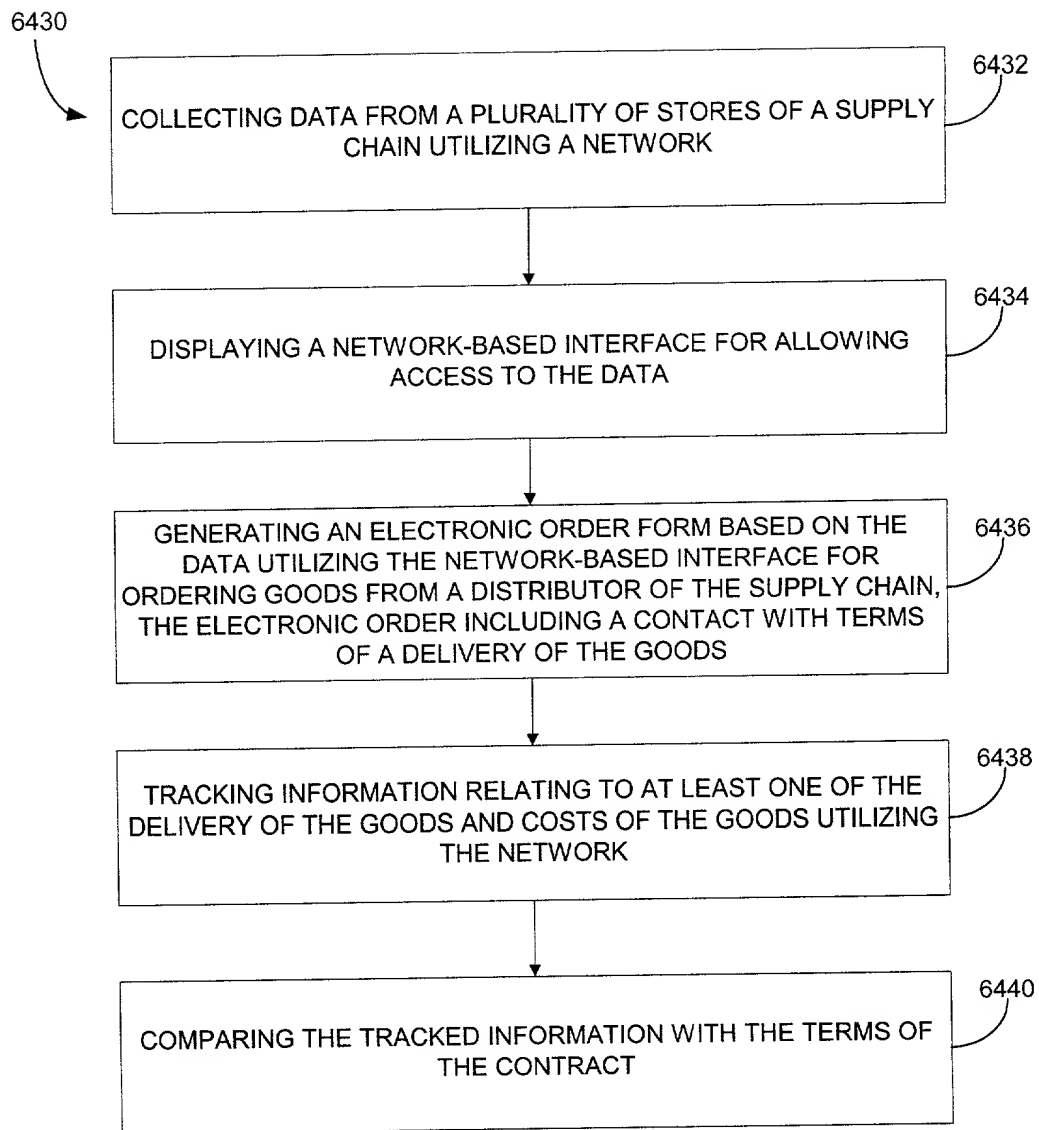 6430
6432
COLLECTING DATA FROM A PLURALITY OF STORES OF A SUPPLY
CHAIN UTILIZING A NETWORK
6434
DISPLAYING A NETWORK-BASED INTERFACE FOR ALLOWING
ACCESS TO THE DATA
6436
GENERATING AN ELECTRONIC ORDER FORM BASED ON THE
DATA UTILIZING THE NETWORK-BASED INTERFACE FOR
ORDERING GOODS FROM A DISTRIBUTOR OF THE SUPPLY CHAIN,
THE ELECTRONIC ORDER INCLUDING A CONTACT WITH TERMS
OF A DELIVERY OF THE GOODS
6438
TRACKING INFORMATION RELATING TO AT LEAST ONE OF THE
DELIVERY OF THE GOODS AND COSTS OF THE GOODS UTILIZING
THE NETWORK
6440
COMPARING THE TRACKED INFORMATION WITH THE TERMS OF
THE CONTRACT